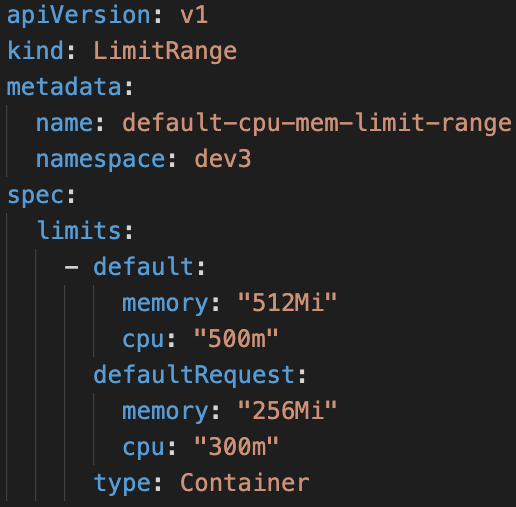 apiVersion: v1
kind: LimitRange
metadata:
  name: default-cpu-mem-limit-range
  namespace: dev3
spec:
  limits:
    - default:
        memory: "512Mi"
        cpu: "500m"
      defaultRequest:
        memory: "256Mi"
        cpu: "300m"
      type: Container